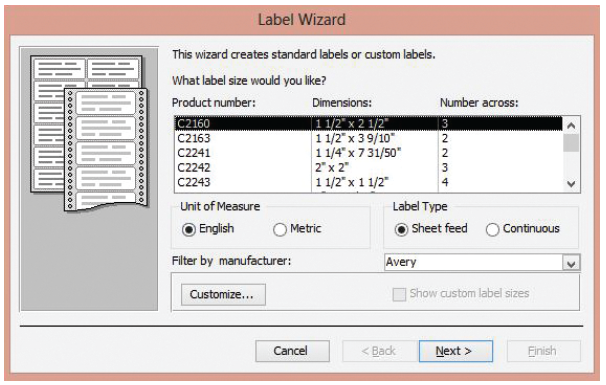 Label Wizard
This wizard creates standard labels or custom labels.
What label size would you like?
Product number: Dimensions: Number across:
C2160 1 1/2" x 2 1/2" 3
C2163 1 1/2" x 3 9/10" 2
C2241 1 1/4" x 7 31/50" 2
C2242 2" x 2" 3
C2243 1 1/2" x 1 1/2" 4
Unit of Measure Label Type
English Metric Sheet feed Continuous
Filter by manufacturer: Avery
Customize... Show custom label sizes
Cancel < Back Next > Finish